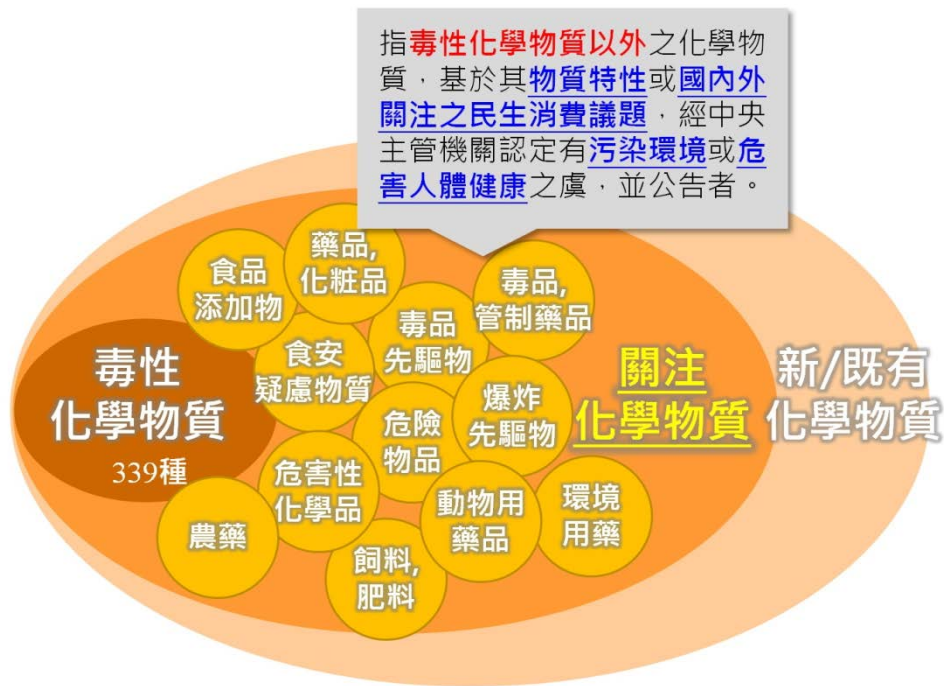 指毒性化學物質以外之化學物
質，基於其物質特性或國內外
關注之民生消費議題，經中央
主管機關認定有污染環境或危
害人體健康之虞，並公告者。
食品
添加物
藥品,
化粧品
毒品,
管制藥品
毒品
先驅物
食安
疑慮物質
毒性
化學物質
339種
爆炸
先驅物
危險
物品
關注
化學物質
新/既有
化學物質
危害性
化學品
農藥
動物用
藥品
環境
用藥
飼料,
肥料